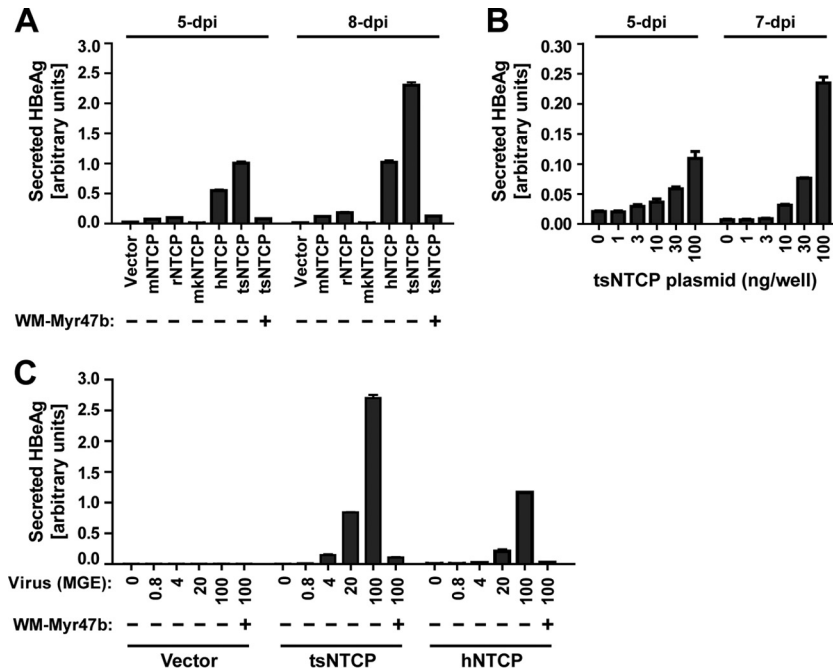 A
5-dpi 8-dpi
Secreted HBeAg
[arbitrary units]
3.0
2.5
2.0
1.5
1.0
0.5
0.0
Vector mNTCP rNTCP mkNTCP hNTCP tsNTCP tsNTCP Vector mNTCP rNTCP mkNTCP hNTCP tsNTCP tsNTCP
WM-Myr47b: – – – – – – + – – – – – – +
B
5-dpi 7-dpi
Secreted HBeAg
[arbitrary units]
0.30
0.25
0.20
0.15
0.10
0.05
0.00
0 1 3 10 30 100 0 1 3 10 30 100
tsNTCP plasmid (ng/well)
C
Secreted HBeAg
[arbitrary units]
3.0
2.5
2.0
1.5
1.0
0.5
0.0
Virus (MGE): 0 0.8 4 20 100 100 0 0.8 4 20 100 100 0 0.8 4 20 100 100
WM-Myr47b: – – – – – + – – – – – + – – – – – +
Vector tsNTCP hNTCP